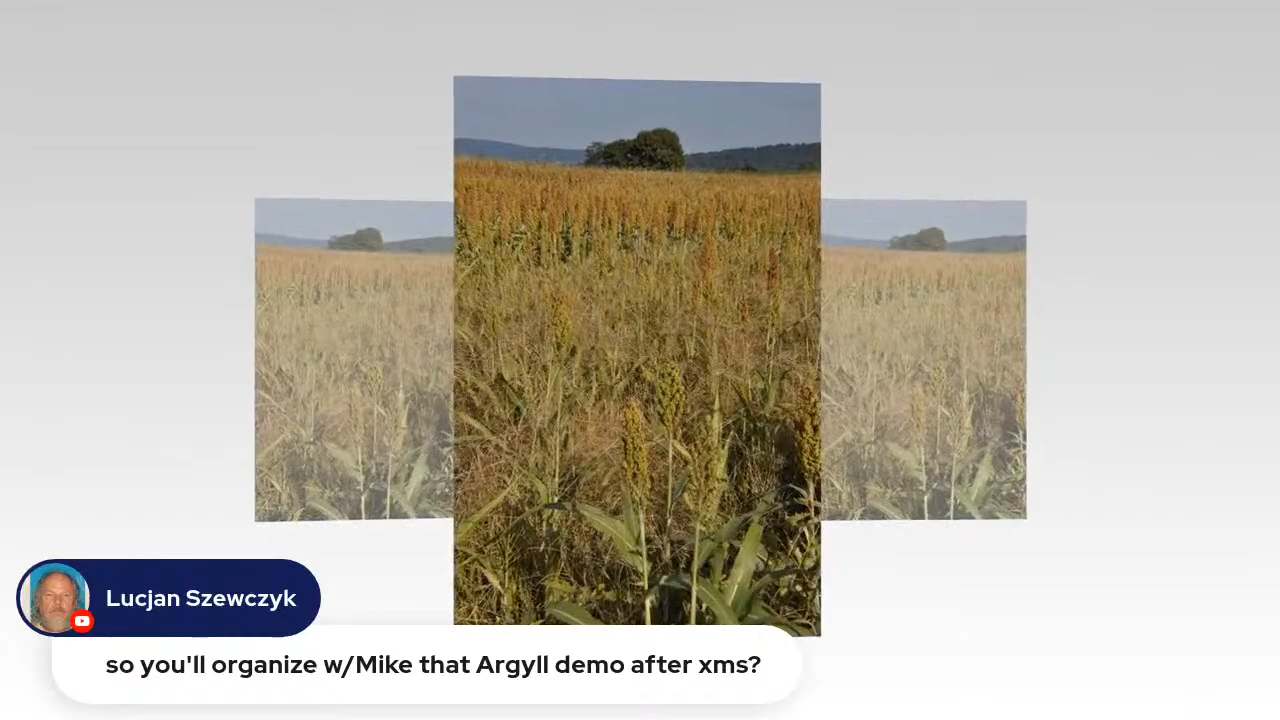 Lucjan Szewczyk
so you'll organize w/Mike that Argyll demo after xms?